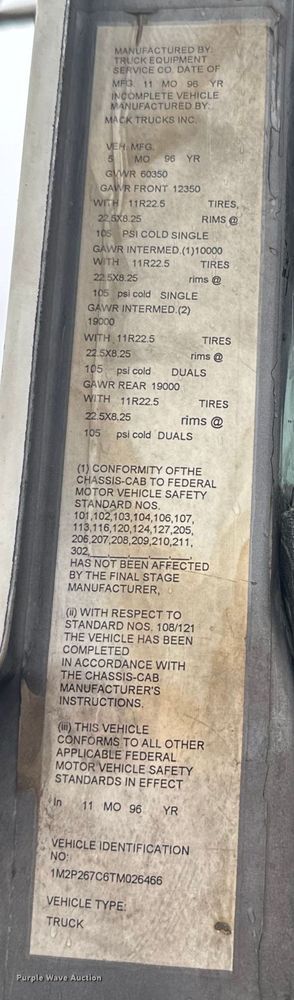 MANUFACTURED BY:
TRUCK EQUIPMENT
SERVICE CO. DATE OF
MFG. 11 MO 96 YR
INCOMPLETE VEHICLE
MANUFACTURED BY:
MACK TRUCKS INC.
VEH. MFG.
5 MO 96 YR
GVWR 60350
GAWR FRONT 12350
WITH 11R22.5 TIRES,
22.5X8.25 RIMS @
105 PSI COLD SINGLE
GAWR INTERMED.(1)10000
WITH 11R22.5 TIRES
22.5X8.25 rims @
105 psi cold SINGLE
GAWR INTERMED.(2)
19000
WITH 11R22.5 TIRES
22.5X8.25 rims @
105 psi cold DUALS
GAWR REAR 19000
WITH 11R22.5 TIRES
22.5X8.25 rims @
105 psi cold DUALS
(1) CONFORMITY OFTHE
CHASSIS-CAB TO FEDERAL
MOTOR VEHICLE SAFETY
STANDARD NOS.
101,102,103,104,106,107,
113,116,120,124,127,205,
206,207,208,209,210,211,
302,___,___,___,___,___,
HAS NOT BEEN AFFECTED
BY THE FINAL STAGE
MANUFACTURER,
(ii) WITH RESPECT TO
STANDARD NOS. 108/121
THE VEHICLE HAS BEEN
COMPLETED
IN ACCORDANCE WITH
THE CHASSIS-CAB
MANUFACTURER'S
INSTRUCTIONS.
(iii) THIS VEHICLE
CONFORMS TO ALL OTHER
APPLICABLE FEDERAL
MOTOR VEHICLE SAFETY
STANDARDS IN EFFECT
In 11 MO 96 YR
VEHICLE IDENTIFICATION
NO:
1M2P267C6TM026466
VEHICLE TYPE:
TRUCK
Purple Wave Auction